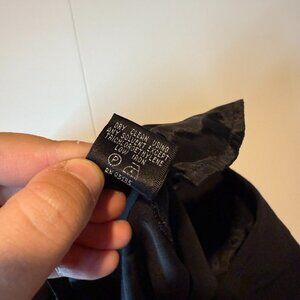 DRY CLEAN USING
ANY SOLVENT EXCEPT
TRICHLOROETHYLENE
LOW IRON
P